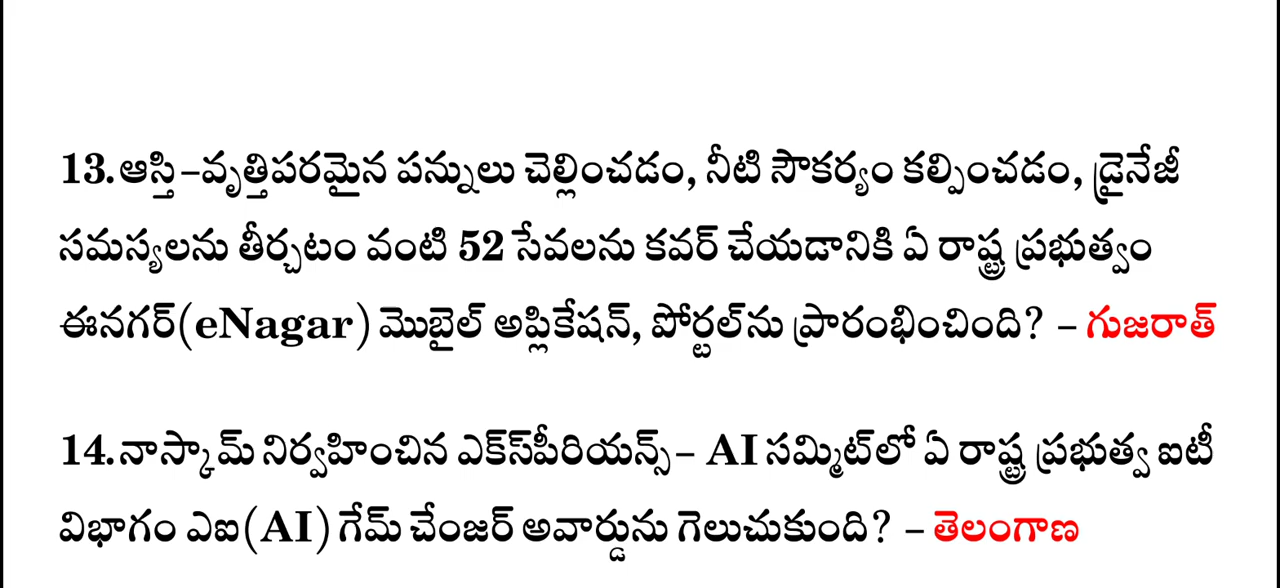 13.ఆస్తి-వృత్తిపరమైన పన్నులు చెల్లించడం, నీటి సౌకర్యం కల్పించడం, డ్రైనేజీ
సమస్యలను తీర్చటం వంటి 52 సేవలను కవర్ చేయడానికి ఏ రాష్ట్ర ప్రభుత్వం
ఈనగర్(eNagar) మొబైల్ అప్లికేషన్, పోర్టల్‌ను ప్రారంభించింది? - గుజరాత్
14.నాస్కామ్ నిర్వహించిన ఎక్స్‌పీరియన్స్- AI సమ్మిట్‌లో ఏ రాష్ట్ర ప్రభుత్వ ఐటీ
విభాగం ఎఐ(AI) గేమ్ చేంజర్ అవార్డును గెలుచుకుంది? - తెలంగాణ